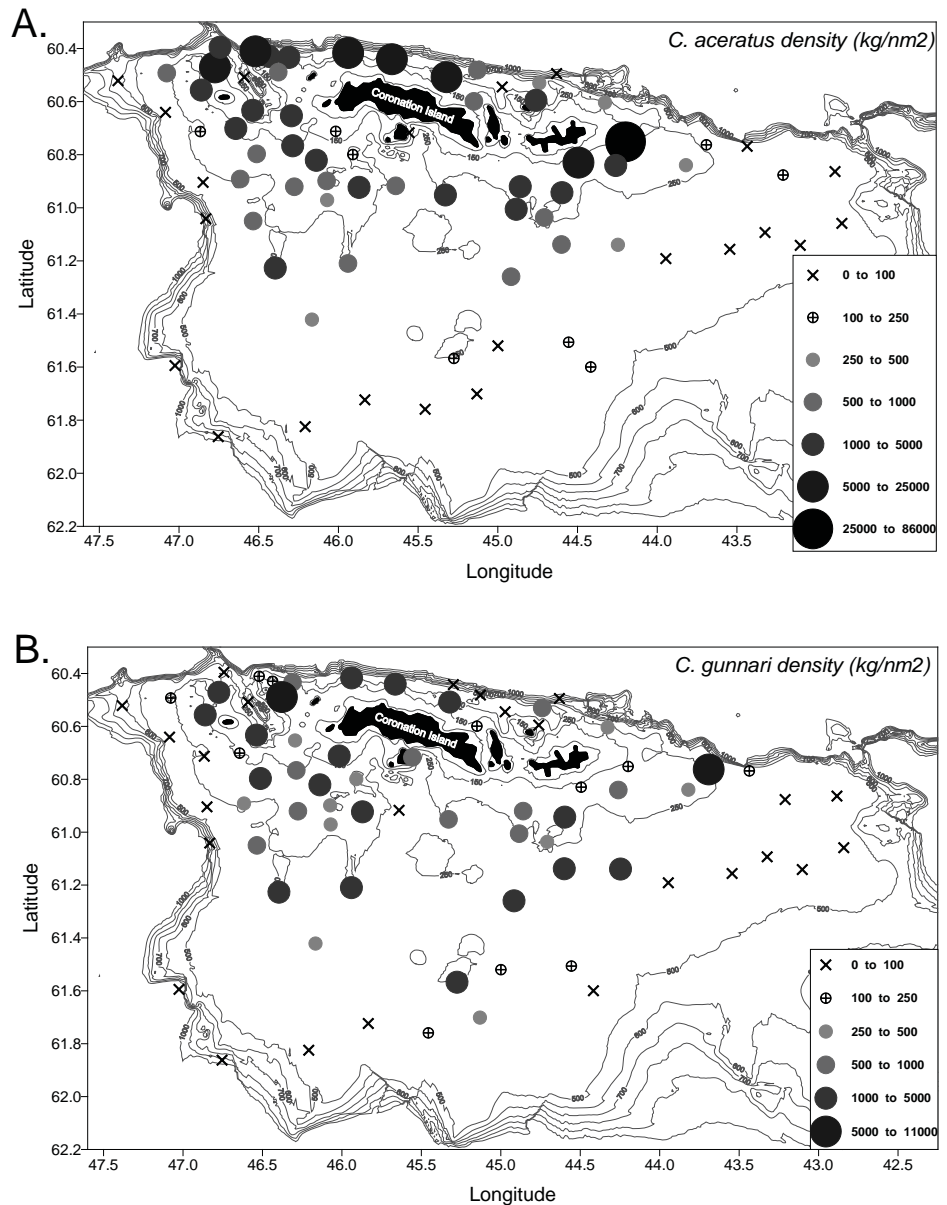 A.
C. aceratus density (kg/nm2)
Coronation Island
Latitude
60.4
60.6
60.8
61.0
61.2
61.4
61.6
61.8
62.0
62.2
47.5 47.0 46.5 46.0 45.5 45.0 44.5 44.0 43.5
Longitude
0 to 100
100 to 250
250 to 500
500 to 1000
1000 to 5000
5000 to 25000
25000 to 86000
B.
C. gunnari density (kg/nm2)
Coronation Island
Latitude
60.4
60.6
60.8
61.0
61.2
61.4
61.6
61.8
62.0
62.2
47.5 47.0 46.5 46.0 45.5 45.0 44.5 44.0 43.5 43.0 42.5
Longitude
0 to 100
100 to 250
250 to 500
500 to 1000
1000 to 5000
5000 to 11000